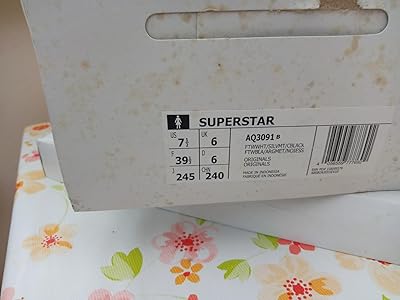 SUPERSTAR
US 7½ UK 6
F 39⅓ D 6
J 245 CHN 240
AQ3091 B
FTWWHT/SILVMT/CBLACK
FTWBLA/ARGMET/NOIESS
ORIGINALS
ORIGINALS
MADE IN INDONESIA
FABRIQUÉ EN INDONÉSIE